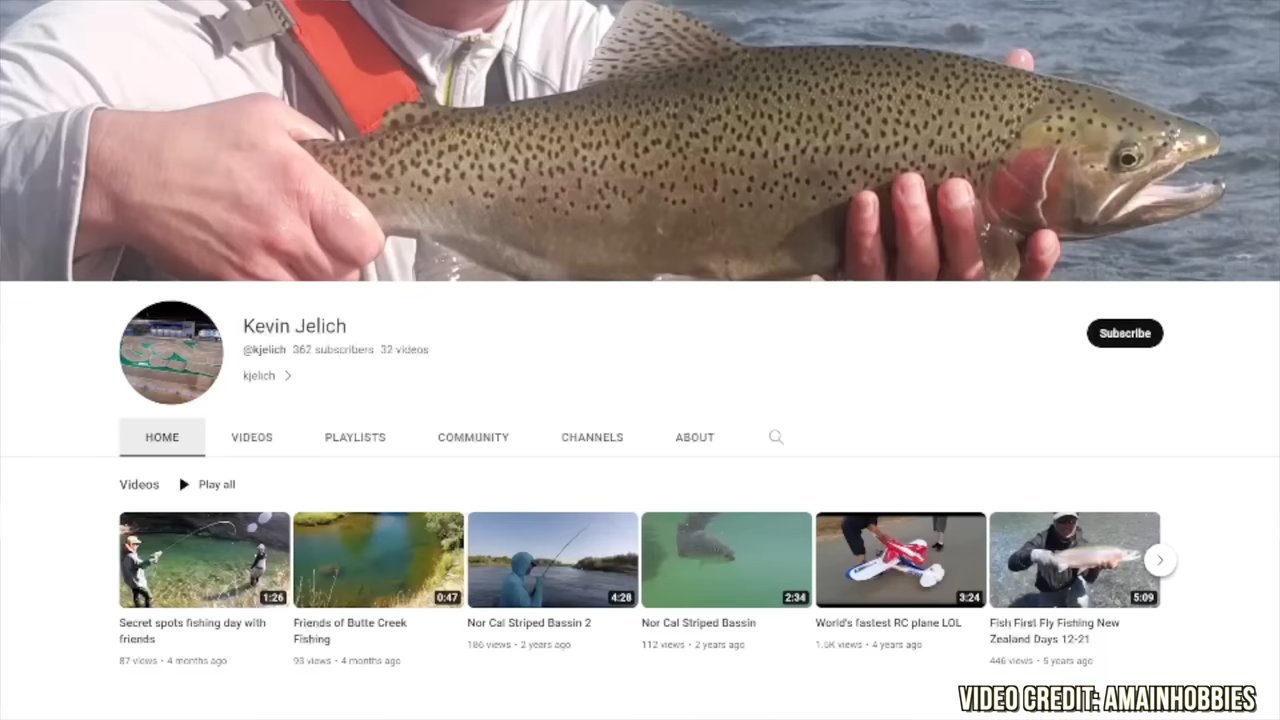 Kevin Jelich
@kjelich 362 subscribers 32 videos
kjelich
Subscribe
HOME VIDEOS PLAYLISTS COMMUNITY CHANNELS ABOUT
Videos Play all
1:26 0:47 4:28 2:34 3:24 5:09
Secret spots fishing day with
friends
87 views • 4 months ago
Friends of Butte Creek
Fishing
93 views • 4 months ago
Nor Cal Striped Bassin 2
186 views • 2 years ago
Nor Cal Striped Bassin
112 views • 2 years ago
World's fastest RC plane LOL
1.5K views • 4 years ago
Fish First Fly Fishing New
Zealand Days 12-21
446 views • 5 years ago
VIDEO CREDIT: AMAINHOBBIES